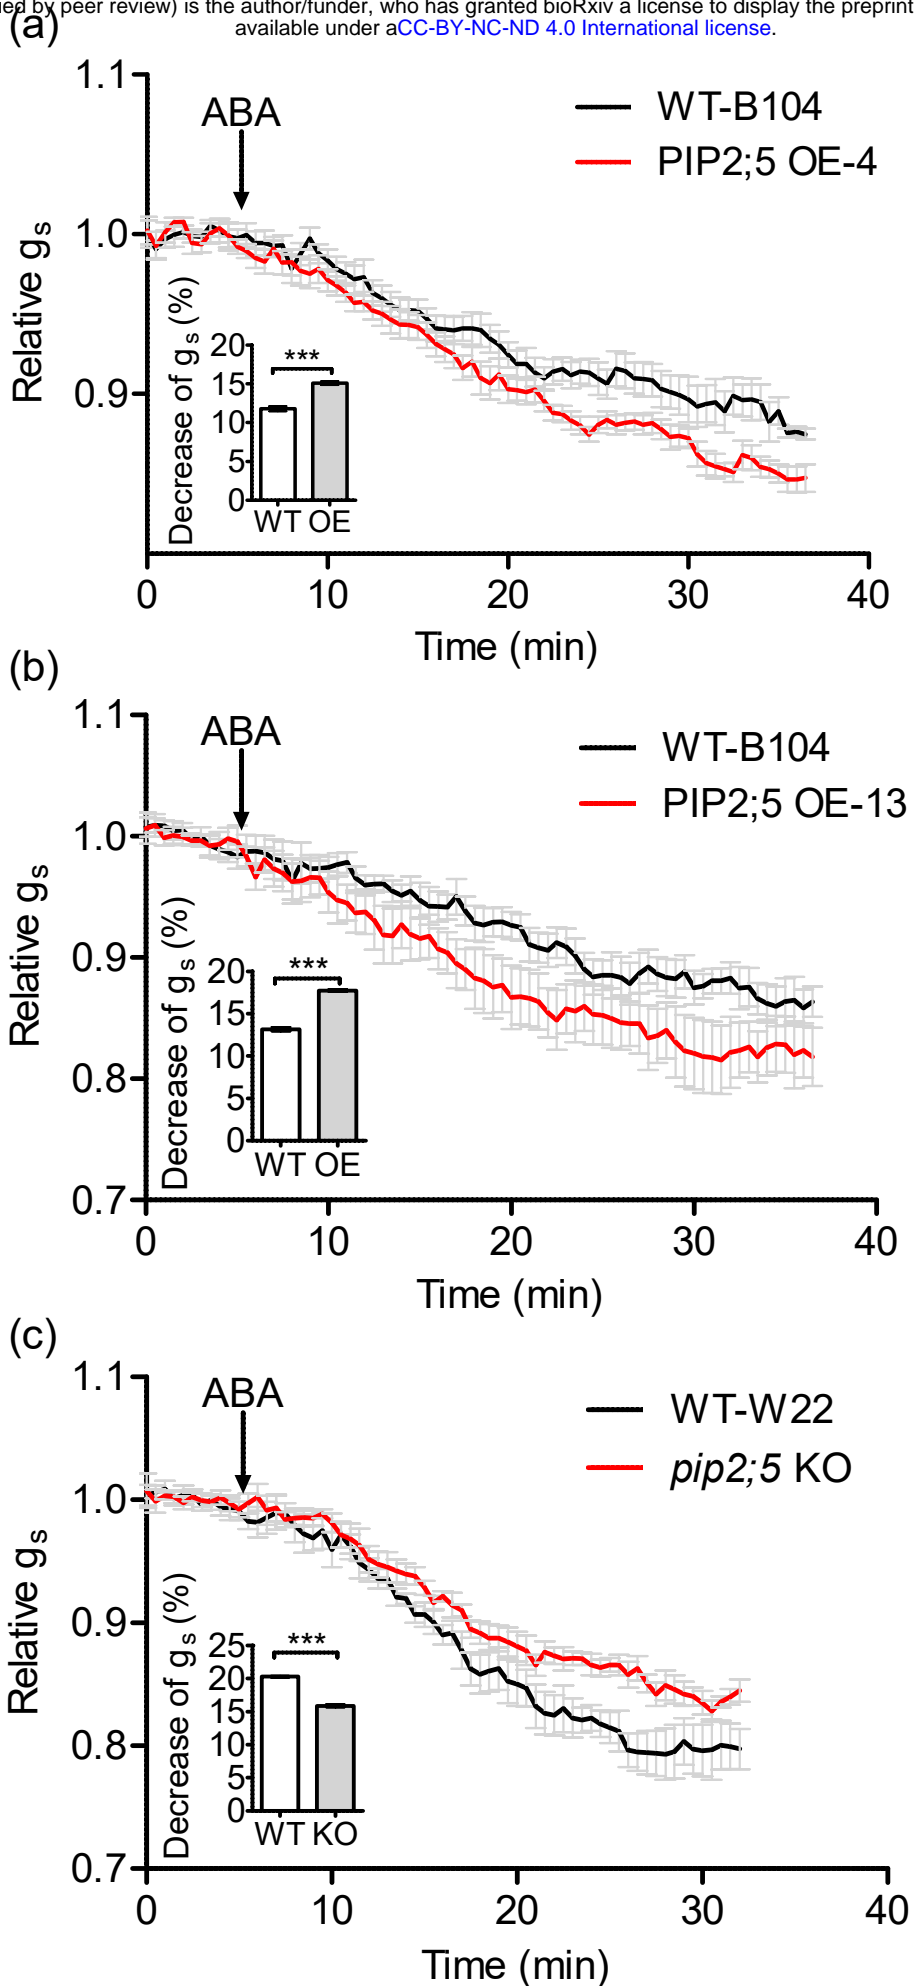 ued by peer review) is the author/funder, who has granted bioRxiv a license to display the preprint
available under aCC-BY-NC-ND 4.0 International license.
(a)
1.1
1.0
0.9
Relative gs
ABA
WT-B104
PIP2;5 OE-4
Decrease of gs (%)
20
15
10
5
0
***
WT OE
0 10 20 30 40
Time (min)
(b)
1.1
1.0
0.9
0.8
0.7
Relative gs
ABA
WT-B104
PIP2;5 OE-13
Decrease of gs (%)
20
15
10
5
0
***
WT OE
0 10 20 30 40
Time (min)
(c)
1.1
1.0
0.9
0.8
0.7
Relative gs
ABA
WT-W22
pip2;5 KO
Decrease of gs (%)
25
20
15
10
5
0
***
WT KO
0 10 20 30 40
Time (min)